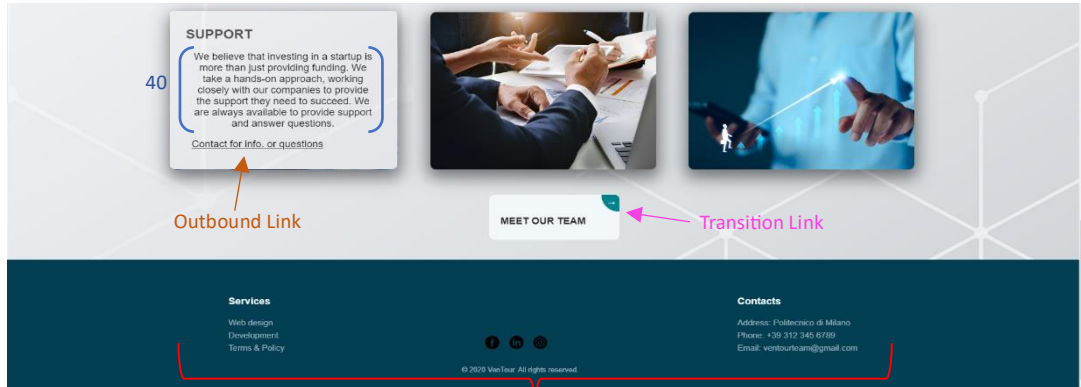 SUPPORT
We believe that investing in a startup is
more than just providing funding. We
take a hands-on approach, working
closely with our companies to provide
the support they need to succeed. We
are always available to provide support
and answer questions.
40
Contact for info. or questions
Outbound Link
MEET OUR TEAM
→
Transition Link
Services
Web design
Development
Terms & Policy
f
in
© 2020 VenTour. All rights reserved.
Contacts
Address: Politecnico di Milano
Phone: +39 312 345 6789
Email: ventourteam@gmail.com